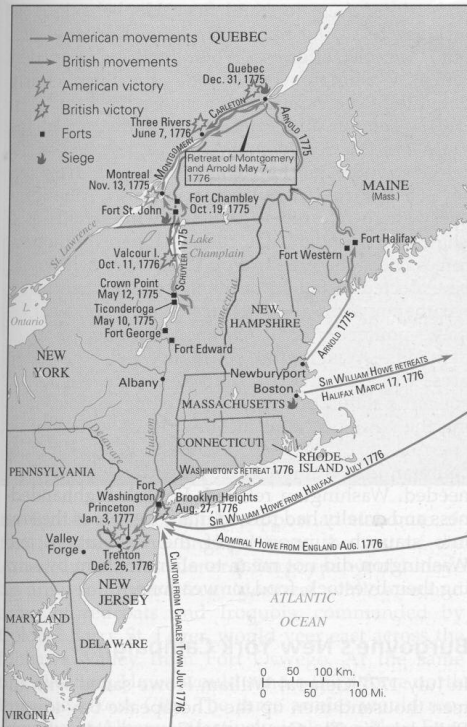 American movements
British movements
American victory
British victory
Forts
Siege
QUEBEC
Quebec
Dec. 31, 1775
CARLETON
Three Rivers
June 7, 1776
MONTGOMERY
ARNOLD 1775
Retreat of Montgomery
and Arnold May 7,
1776
Montreal
Nov. 13, 1775
Fort Chambley
Oct .19, 1775
Fort St. John
MAINE
(Mass.)
St. Lawrence
Lake
Champlain
SCHUYLER 1775
Valcour I.
Oct . 11, 1776
Fort Halifax
Fort Western
Crown Point
May 12, 1775
Ticonderoga
May 10, 1775
Fort George
Fort Edward
Connecticut
NEW
HAMPSHIRE
L.
Ontario
NEW
YORK
ARNOLD 1775
Newburyport
Boston
Albany
MASSACHUSETTS
SIR WILLIAM HOWE RETREATS
HALIFAX MARCH 17, 1776
Delaware
Hudson
CONNECTICUT
RHODE
ISLAND
PENNSYLVANIA
WASHINGTON'S RETREAT 1776
SIR WILLIAM HOWE FROM HALIFAX JULY 1776
Fort
Washington
Princeton
Jan. 3, 1777
Brooklyn Heights
Aug. 27, 1776
ADMIRAL HOWE FROM ENGLAND AUG. 1776
Valley
Forge
Trenton
Dec. 26, 1776
NEW
JERSEY
CLINTON FROM CHARLES TOWN JULY 1776
ATLANTIC
OCEAN
MARYLAND
DELAWARE
VIRGINIA
0 50 100 Km.
0 50 100 Mi.